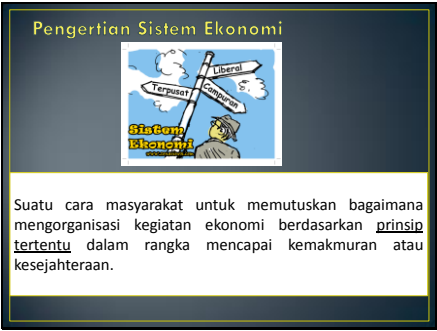 Pengertian Sistem Ekonomi
Liberal
Terpusat
Campuran
Sistem
Ekonomi
Suatu cara masyarakat untuk memutuskan bagaimana
mengorganisasi kegiatan ekonomi berdasarkan prinsip
tertentu dalam rangka mencapai kemakmuran atau
kesejahteraan.